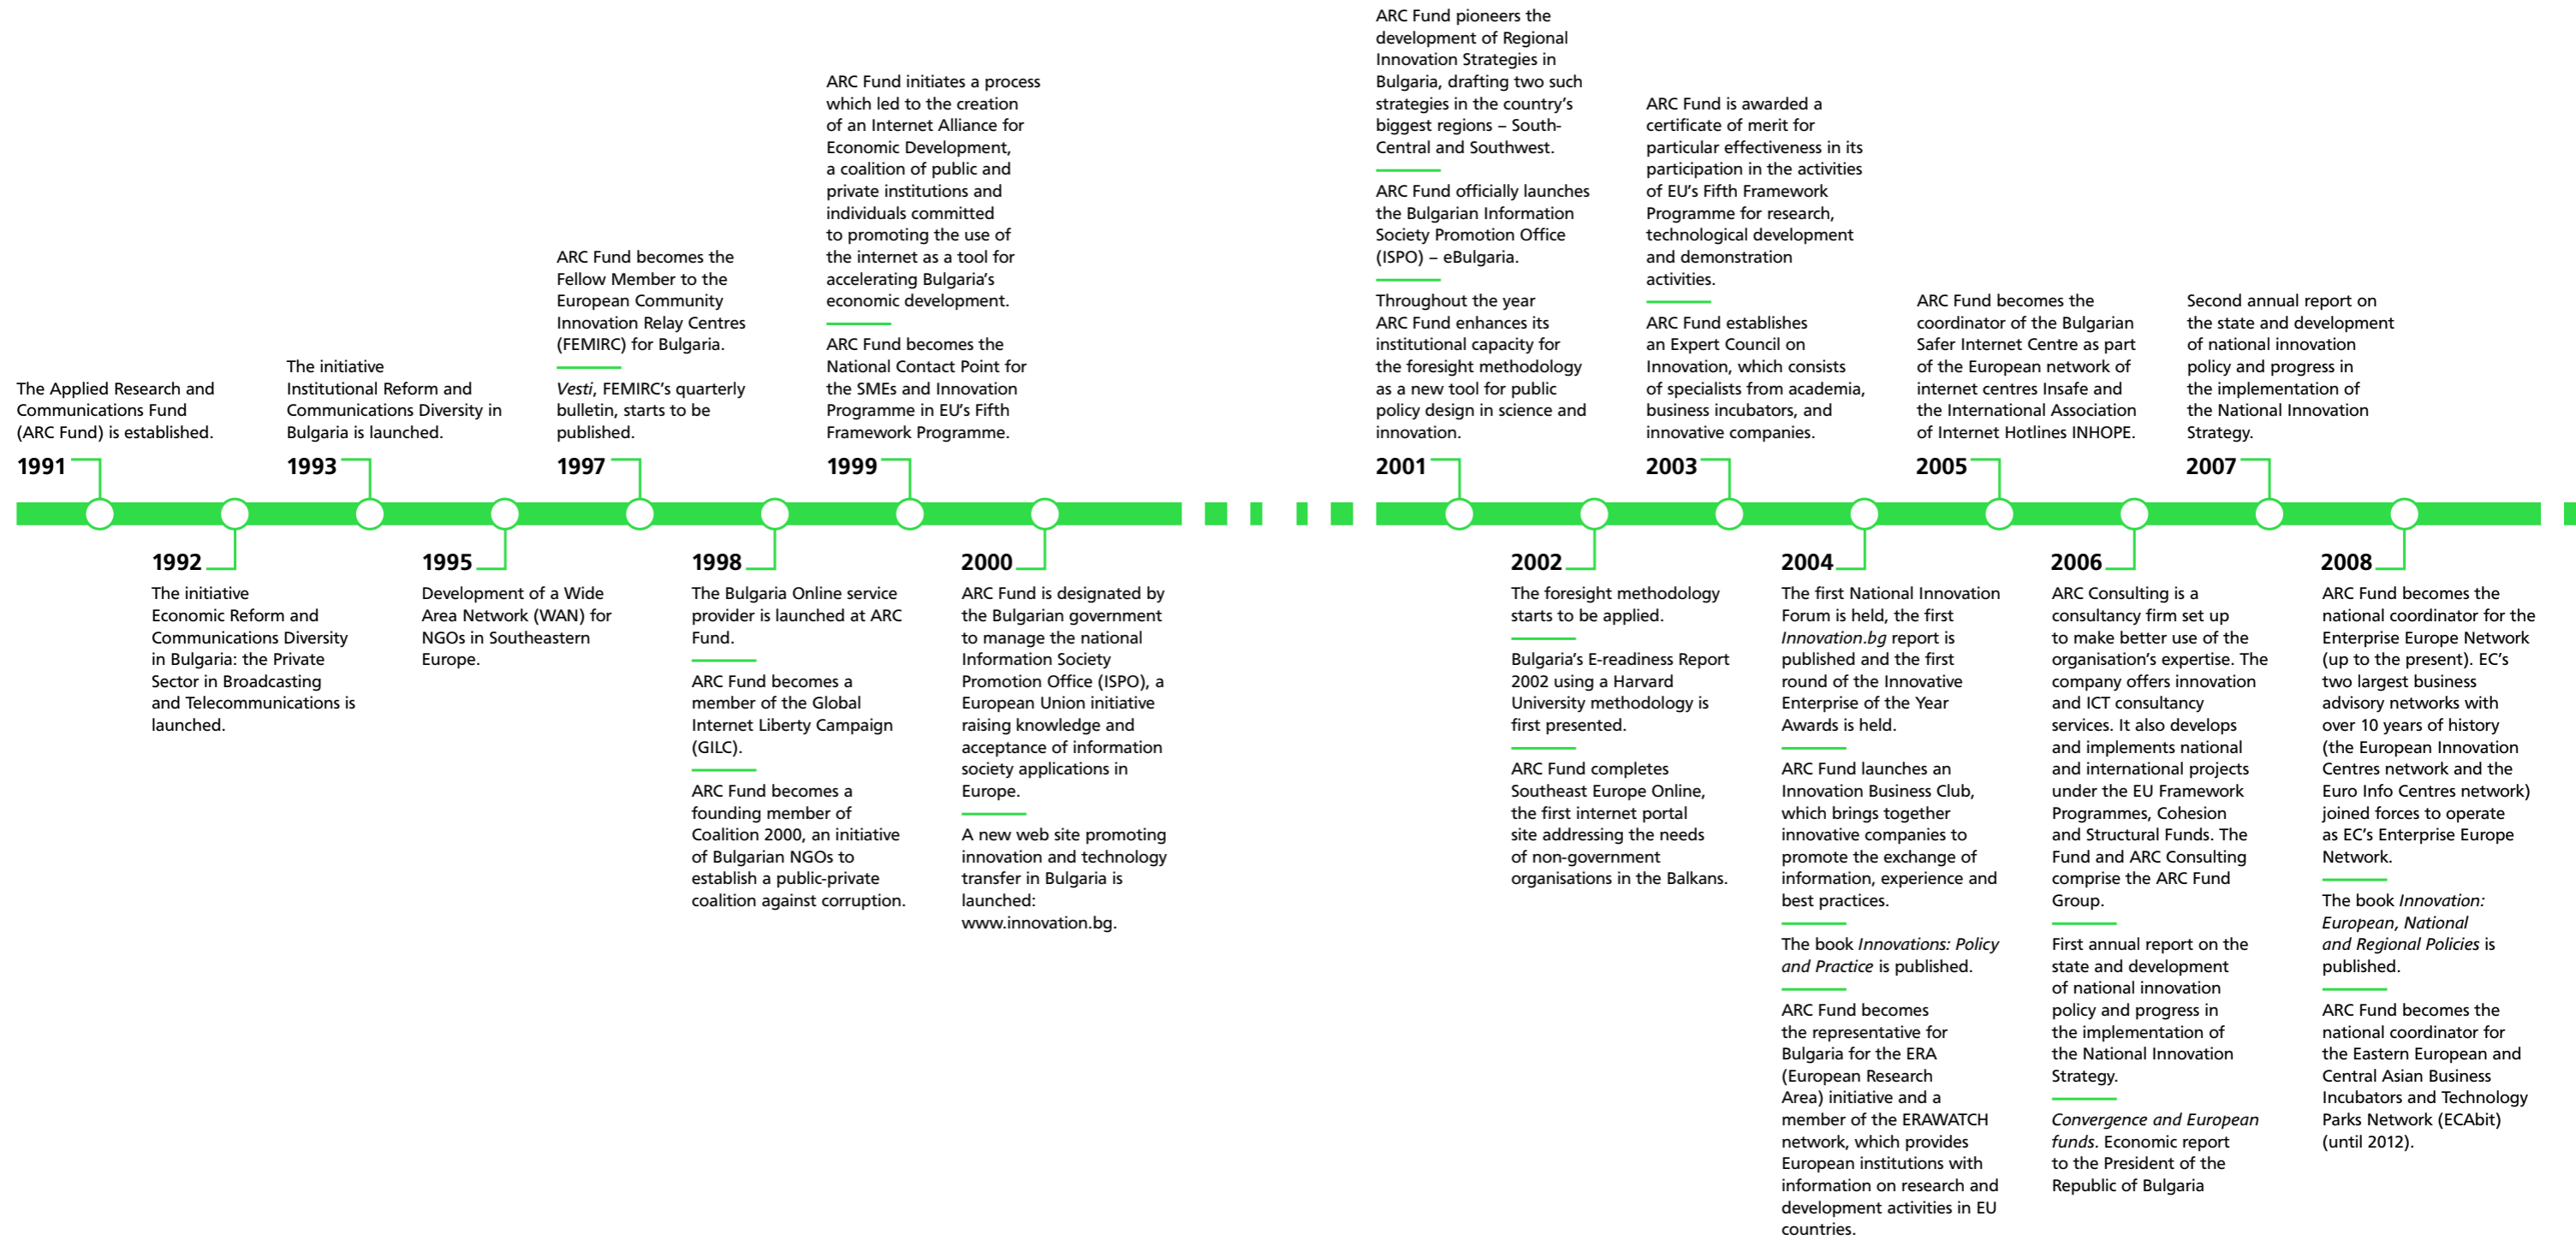 The Applied Research and
Communications Fund
(ARC Fund) is established.
1991
1992
The initiative
Economic Reform and
Communications Diversity
in Bulgaria: the Private
Sector in Broadcasting
and Telecommunications is
launched.
The initiative
Institutional Reform and
Communications Diversity in
Bulgaria is launched.
1993
1995
Development of a Wide
Area Network (WAN) for
NGOs in Southeastern
Europe.
ARC Fund becomes the
Fellow Member to the
European Community
Innovation Relay Centres
(FEMIRC) for Bulgaria.
Vesti, FEMIRC's quarterly
bulletin, starts to be
published.
1997
1998
The Bulgaria Online service
provider is launched at ARC
Fund.
ARC Fund becomes a
member of the Global
Internet Liberty Campaign
(GILC).
ARC Fund becomes a
founding member of
Coalition 2000, an initiative
of Bulgarian NGOs to
establish a public-private
coalition against corruption.
ARC Fund initiates a process
which led to the creation
of an Internet Alliance for
Economic Development,
a coalition of public and
private institutions and
individuals committed
to promoting the use of
the internet as a tool for
accelerating Bulgaria's
economic development.
ARC Fund becomes the
National Contact Point for
the SMEs and Innovation
Programme in EU's Fifth
Framework Programme.
1999
2000
ARC Fund is designated by
the Bulgarian government
to manage the national
Information Society
Promotion Office (ISPO), a
European Union initiative
raising knowledge and
acceptance of information
society applications in
Europe.
A new web site promoting
innovation and technology
transfer in Bulgaria is
launched:
www.innovation.bg.
ARC Fund pioneers the
development of Regional
Innovation Strategies in
Bulgaria, drafting two such
strategies in the country's
biggest regions – South-
Central and Southwest.
ARC Fund officially launches
the Bulgarian Information
Society Promotion Office
(ISPO) – eBulgaria.
Throughout the year
ARC Fund enhances its
institutional capacity for
the foresight methodology
as a new tool for public
policy design in science and
innovation.
2001
2002
The foresight methodology
starts to be applied.
Bulgaria's E-readiness Report
2002 using a Harvard
University methodology is
first presented.
ARC Fund completes
Southeast Europe Online,
the first internet portal
site addressing the needs
of non-government
organisations in the Balkans.
ARC Fund is awarded a
certificate of merit for
particular effectiveness in its
participation in the activities
of EU's Fifth Framework
Programme for research,
technological development
and demonstration
activities.
ARC Fund establishes
an Expert Council on
Innovation, which consists
of specialists from academia,
business incubators, and
innovative companies.
2003
2004
The first National Innovation
Forum is held, the first
Innovation.bg report is
published and the first
round of the Innovative
Enterprise of the Year
Awards is held.
ARC Fund launches an
Innovation Business Club,
which brings together
innovative companies to
promote the exchange of
information, experience and
best practices.
The book Innovations: Policy
and Practice is published.
ARC Fund becomes
the representative for
Bulgaria for the ERA
(European Research
Area) initiative and a
member of the ERAWATCH
network, which provides
European institutions with
information on research and
development activities in EU
countries.
ARC Fund becomes the
coordinator of the Bulgarian
Safer Internet Centre as part
of the European network of
internet centres Insafe and
the International Association
of Internet Hotlines INHOPE.
2005
2006
ARC Consulting is a
consultancy firm set up
to make better use of the
organisation's expertise. The
company offers innovation
and ICT consultancy
services. It also develops
and implements national
and international projects
under the EU Framework
Programmes, Cohesion
and Structural Funds. The
Fund and ARC Consulting
comprise the ARC Fund
Group.
First annual report on the
state and development
of national innovation
policy and progress in
the implementation of
the National Innovation
Strategy.
Convergence and European
funds. Economic report
to the President of the
Republic of Bulgaria
Second annual report on
the state and development
of national innovation
policy and progress in
the implementation of
the National Innovation
Strategy.
2007
2008
ARC Fund becomes the
national coordinator for the
Enterprise Europe Network
(up to the present). EC's
two largest business
advisory networks with
over 10 years of history
(the European Innovation
Centres network and the
Euro Info Centres network)
joined forces to operate
as EC's Enterprise Europe
Network.
The book Innovation:
European, National
and Regional Policies is
published.
ARC Fund becomes the
national coordinator for
the Eastern European and
Central Asian Business
Incubators and Technology
Parks Network (ECAbit)
(until 2012).